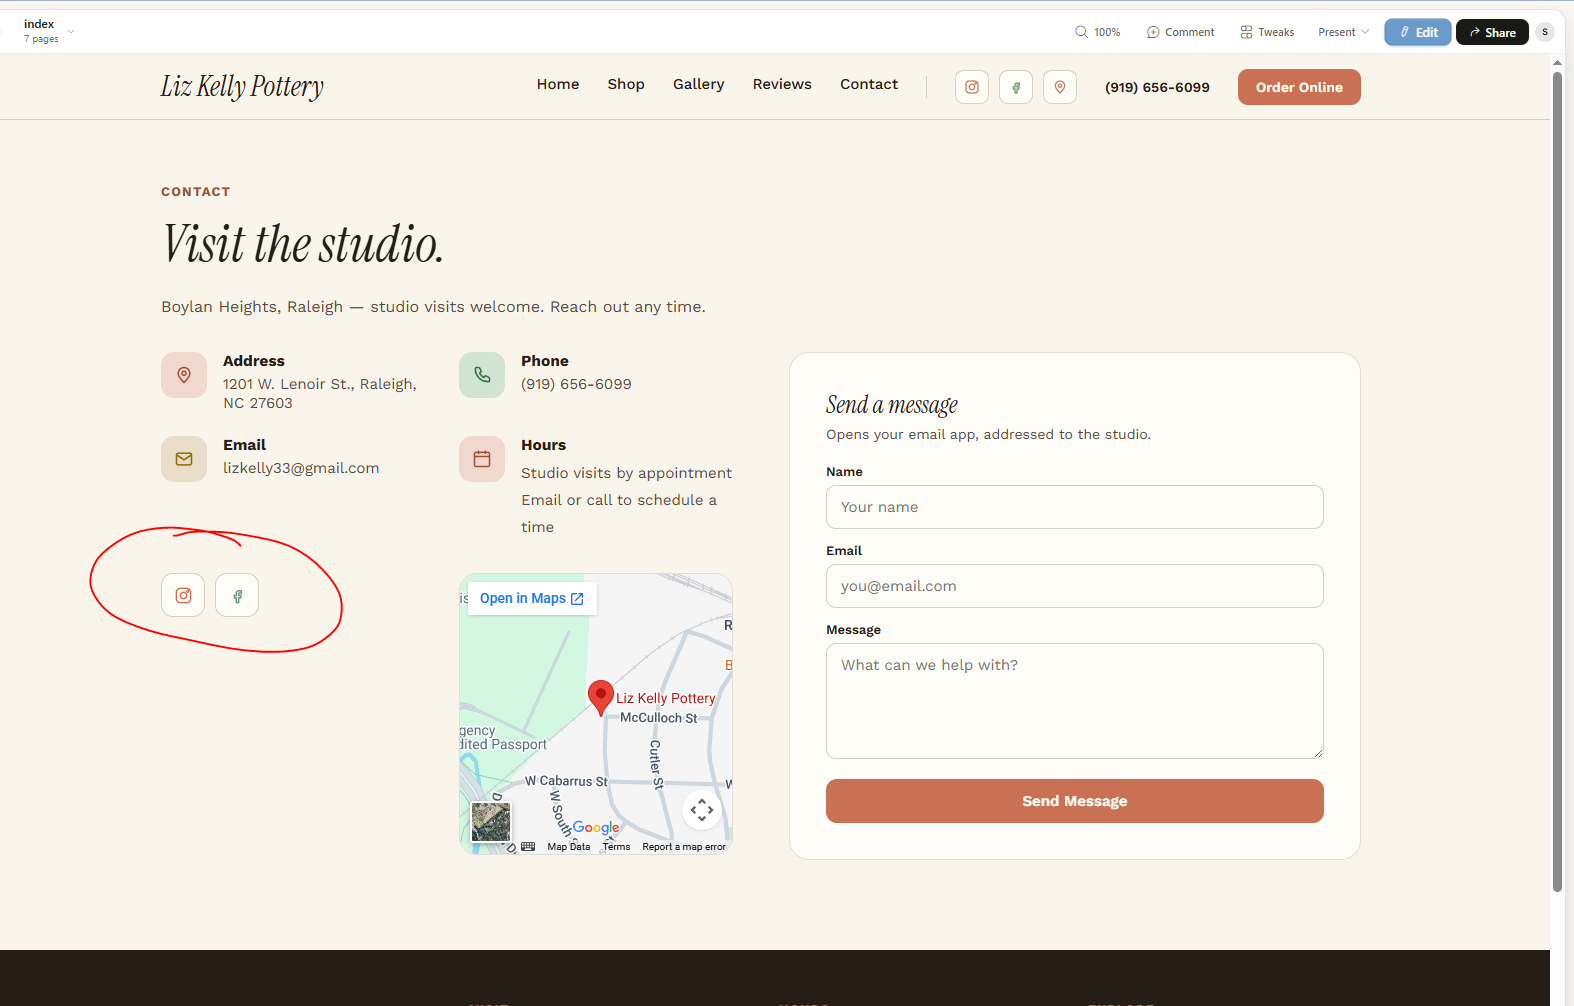 index
7 pages
100%
Comment
Tweaks
Present
Edit
Share
S
Liz Kelly Pottery
Home
Shop
Gallery
Reviews
Contact
(919) 656-6099
Order Online
CONTACT
Visit the studio.
Boylan Heights, Raleigh — studio visits welcome. Reach out any time.
Address
1201 W. Lenoir St., Raleigh,
NC 27603
Phone
(919) 656-6099
Email
lizkelly33@gmail.com
Hours
Studio visits by appointment
Email or call to schedule a
time
Open in Maps
Liz Kelly Pottery
McCulloch St
gency
dited Passport
Cutler St
W Cabarrus St
W South S
Google
Map Data
Terms
Report a map error
Send a message
Opens your email app, addressed to the studio.
Name
Your name
Email
you@email.com
Message
What can we help with?
Send Message